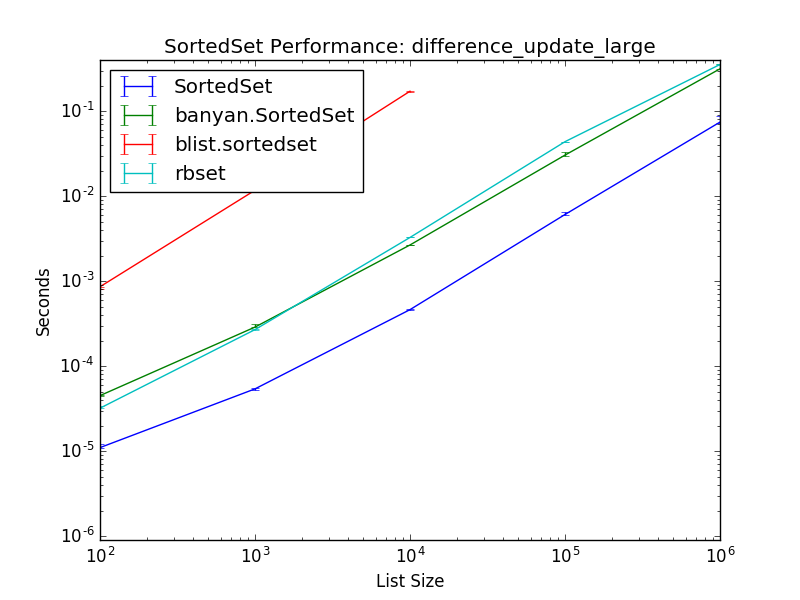 SortedSet Performance: difference_update_large
SortedSet
banyan.SortedSet
blist.sortedset
rbset
Seconds
10^-1
10^-2
10^-3
10^-4
10^-5
10^-6
10^2 10^3 10^4 10^5 10^6
List Size